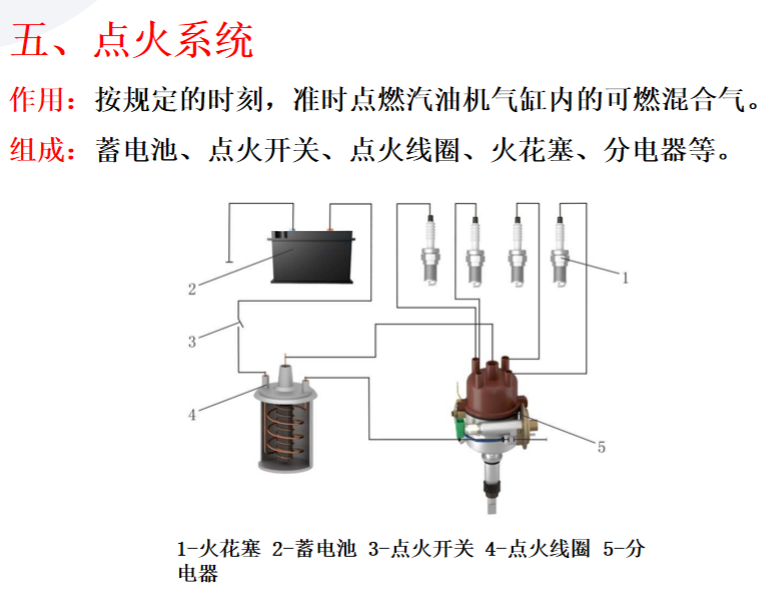 五、点火系统
作用：按规定的时刻，准时点燃汽油机气缸内的可燃混合气。
组成：蓄电池、点火开关、点火线圈、火花塞、分电器等。
1
2
3
4
5
1-火花塞 2-蓄电池 3-点火开关 4-点火线圈 5-分
电器